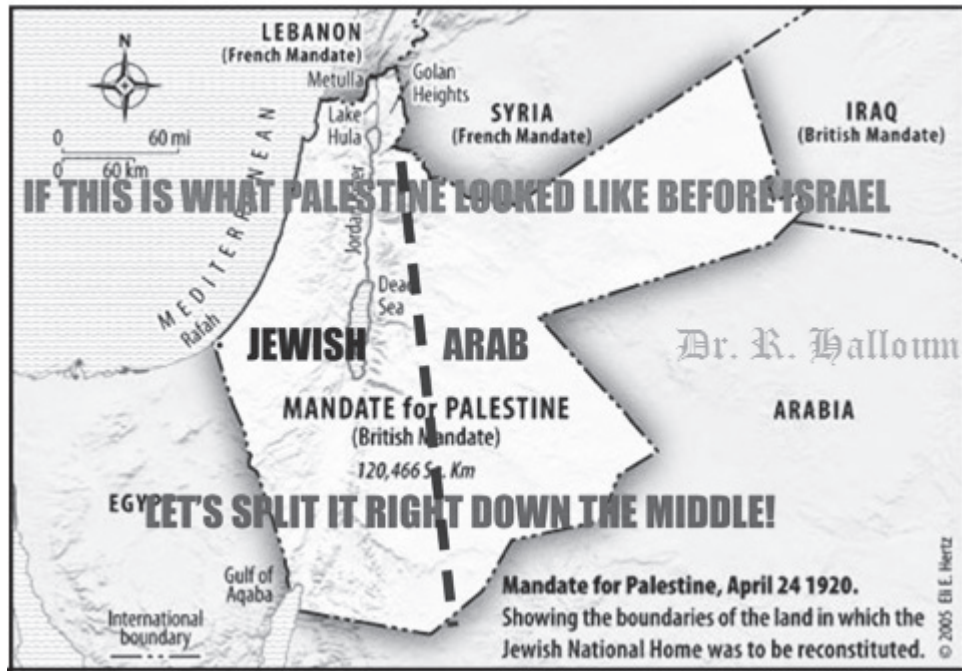 N
LEBANON
(French Mandate)
Metulla
Golan
Heights
Lake
Hula
SYRIA
(French Mandate)
IRAQ
(British Mandate)
0 60 mi
0 60 km
IF THIS IS WHAT PALESTINE LOOKED LIKE BEFORE ISRAEL
MEDITERRANEAN
Jordan River
Rafah
Dead
Sea
JEWISH ARAB
Dr. R. Halloum
MANDATE for PALESTINE
(British Mandate)
120,466 Sq. Km
ARABIA
EGYPT
LET'S SPLIT IT RIGHT DOWN THE MIDDLE!
Gulf of
Aqaba
International
boundary
Mandate for Palestine, April 24 1920.
Showing the boundaries of the land in which the
Jewish National Home was to be reconstituted.
© 2005 Eli E. Hertz